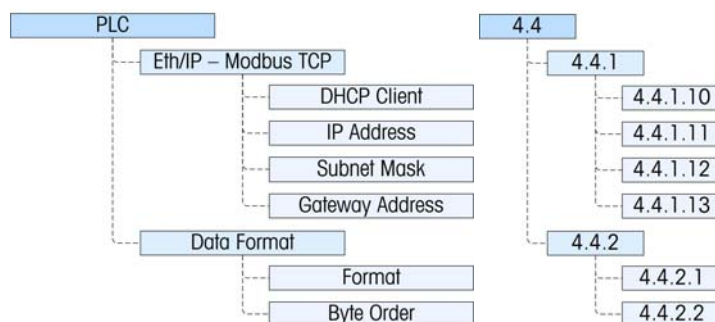 PLC 4.4
Eth/IP – Modbus TCP 4.4.1
DHCP Client 4.4.1.10
IP Address 4.4.1.11
Subnet Mask 4.4.1.12
Gateway Address 4.4.1.13
Data Format 4.4.2
Format 4.4.2.1
Byte Order 4.4.2.2